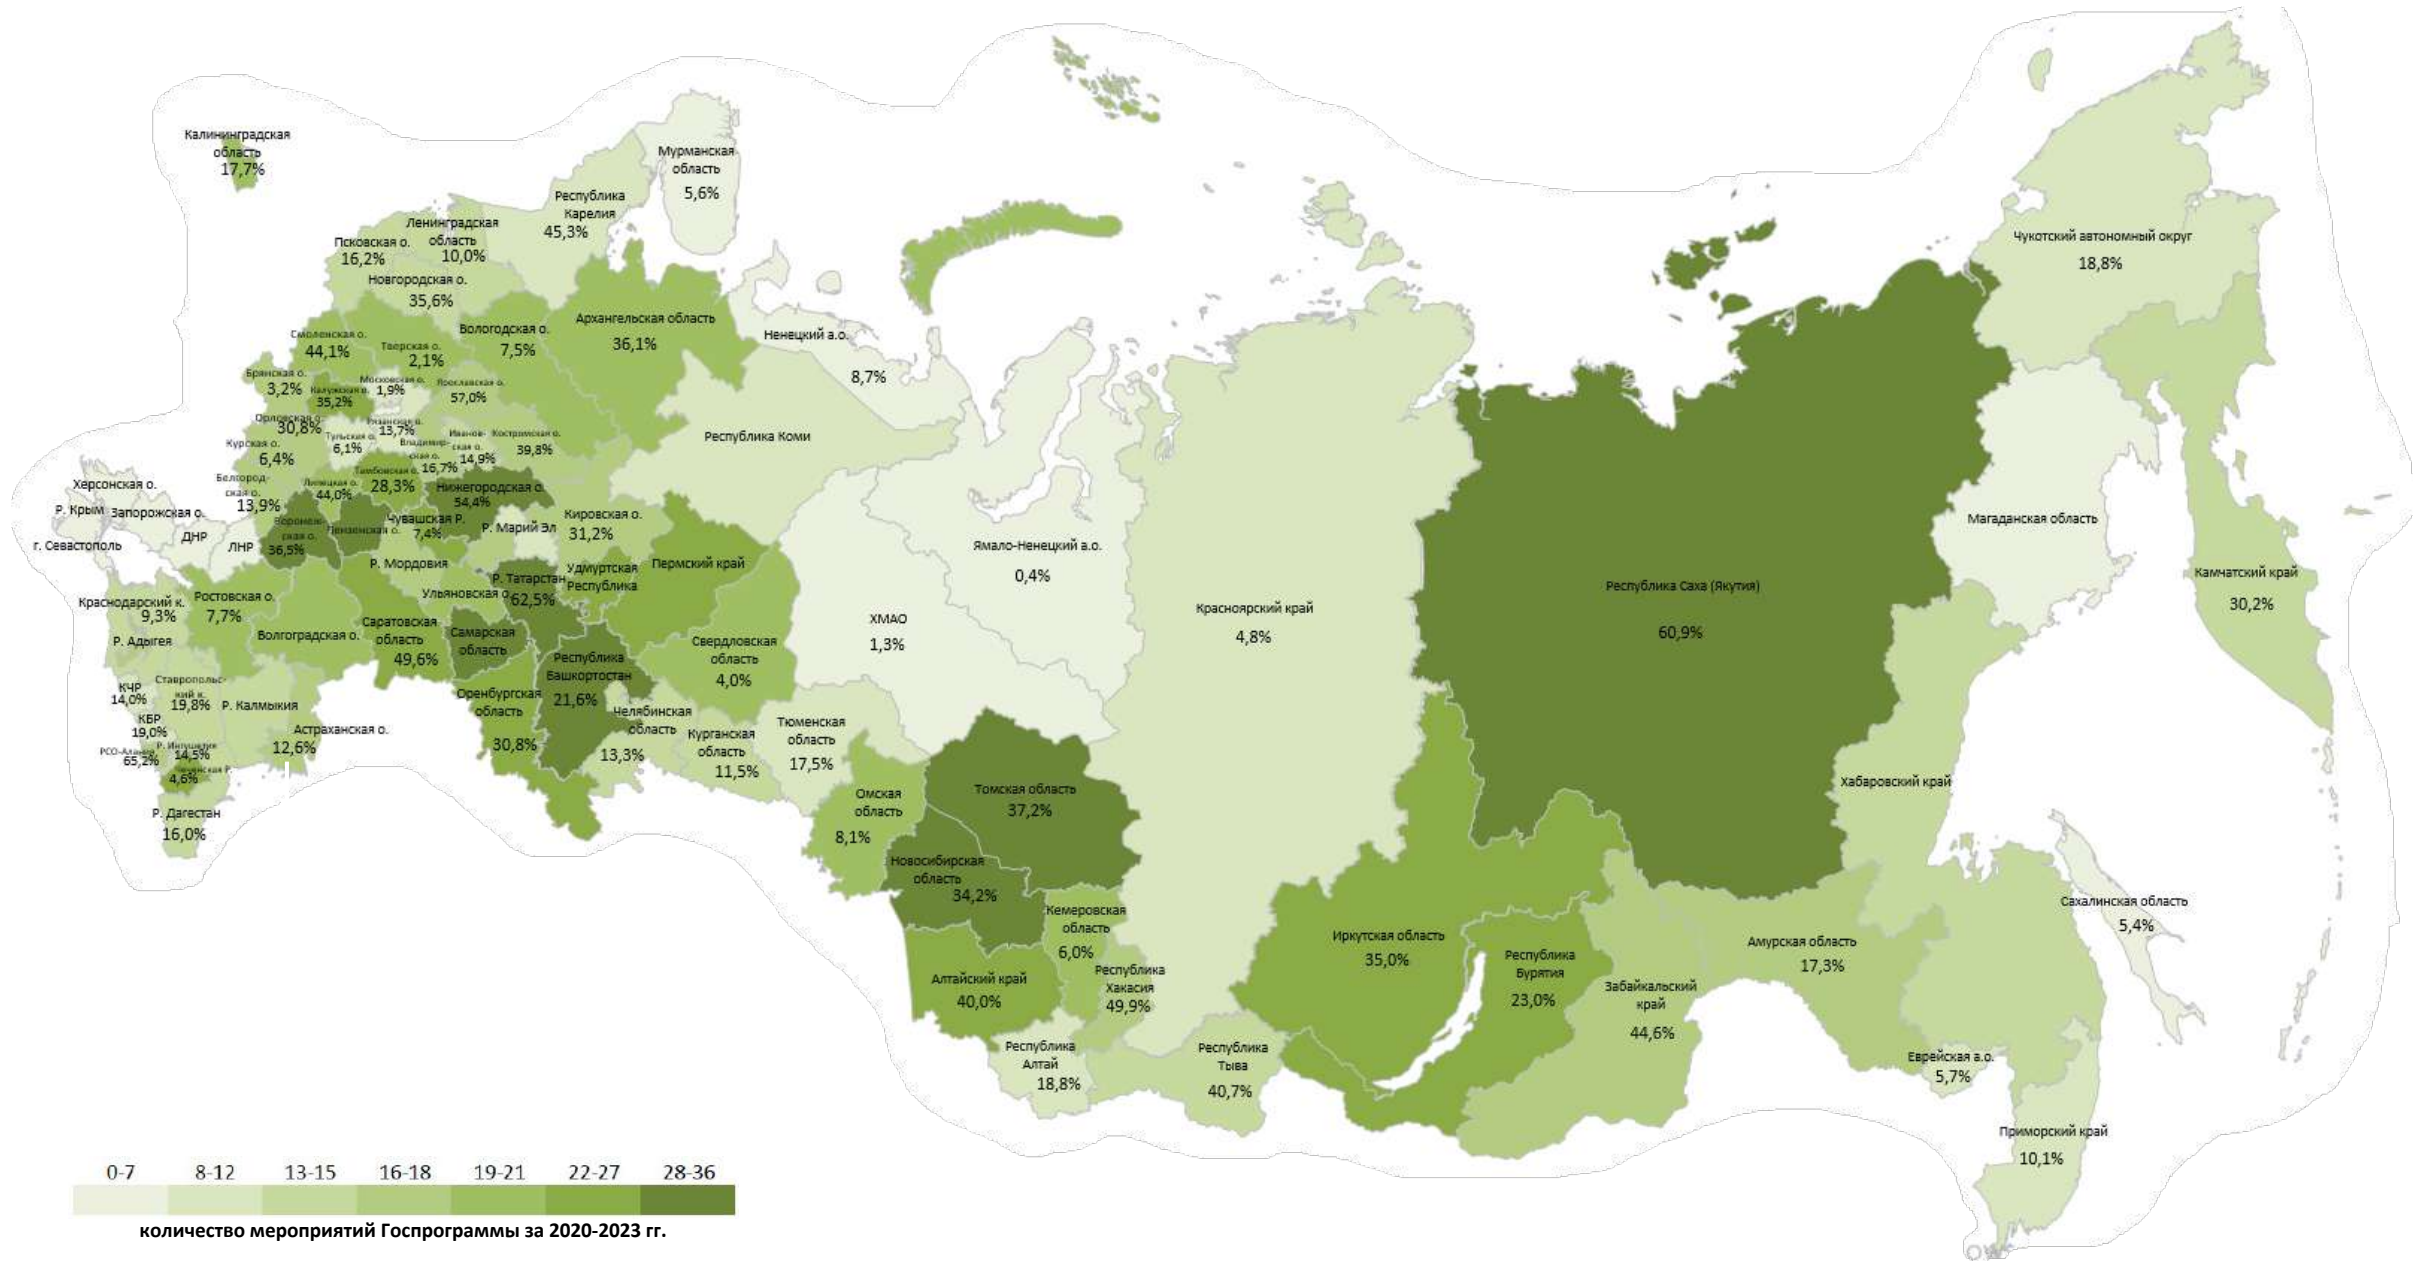 Калининградская
область
17,7%
Мурманская
область
5,6%
Республика
Карелия
45,3%
Ленинградская
область
10,0%
Псковская о.
16,2%
Новгородская о.
35,6%
Чукотский автономный округ
18,8%
Архангельская область
36,1%
Вологодская о.
7,5%
Смоленская о.
44,1%
Тверская о.
2,1%
Ненецкий а.о.
8,7%
Брянская о.
3,2%
Калужская о.
35,2%
Московская о.
1,9%
Ярославская о.
57,0%
Орловская о.
30,8%
Рязанская о.
13,7%
Тульская о.
6,1%
Владимир-
ская о.
16,7%
Иванов-
ская о.
14,9%
Костромская о.
39,8%
Республика Коми
Курская о.
6,4%
Белгород-
ская о.
13,9%
Липецкая о.
44,0%
Тамбовская о.
28,3%
Нижегородская о.
54,4%
Херсонская о.
Р. Крым
Запорожская о.
г. Севастополь
ДНР
ЛНР
Воронеж-
ская о.
36,5%
Пензенская о.
Чувашская Р.
7,4%
Р. Марий Эл
Кировская о.
31,2%
Магаданская область
Р. Мордовия
Р. Татарстан
62,5%
Удмуртская
Республика
Пермский край
Ямало-Ненецкий а.о.
0,4%
Республика Саха (Якутия)
60,9%
Камчатский край
30,2%
Краснодарский к.
9,3%
Ростовская о.
7,7%
Ульяновская о.
Красноярский край
4,8%
ХМАО
1,3%
Р. Адыгея
Волгоградская о.
Саратовская
область
49,6%
Самарская
область
Республика
Башкортостан
21,6%
Свердловская
область
4,0%
КЧР
14,0%
Ставрополь-
ский к.
19,8%
Р. Калмыкия
Оренбургская
область
30,8%
Челябинская
область
13,3%
Курганская
область
11,5%
Тюменская
область
17,5%
КБР
19,0%
Астраханская о.
12,6%
РСО-Алания
65,2%
Р. Ингушетия
14,5%
Чеченская Р.
4,6%
Р. Дагестан
16,0%
Омская
область
8,1%
Томская область
37,2%
Хабаровский край
Новосибирская
область
34,2%
Кемеровская
область
6,0%
Сахалинская область
5,4%
Иркутская область
35,0%
Республика
Бурятия
23,0%
Амурская область
17,3%
Алтайский край
40,0%
Республика
Хакасия
49,9%
Забайкальский
край
44,6%
Республика
Алтай
18,8%
Республика
Тыва
40,7%
Еврейская а.о.
5,7%
Приморский край
10,1%
0-7 8-12 13-15 16-18 19-21 22-27 28-36
количество мероприятий Госпрограммы за 2020-2023 гг.